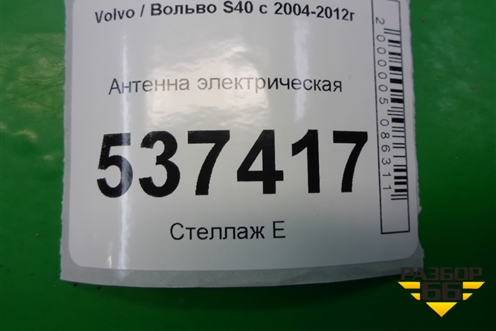 Volvo / Вольво S40 с 2004-2012г
Антенна электрическая
537417
Стеллаж Е
2000005086311
РАЗБОР
66